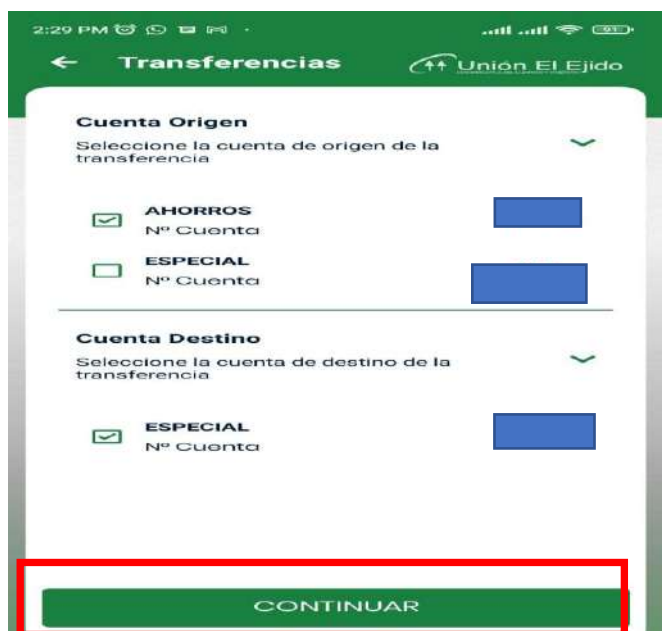 2:29 PM
91
← Transferencias
Unión El Ejido
Cuenta Origen
Seleccione la cuenta de origen de la
transferencia
AHORROS
Nº Cuenta
ESPECIAL
Nº Cuenta
Cuenta Destino
Seleccione la cuenta de destino de la
transferencia
ESPECIAL
Nº Cuenta
CONTINUAR